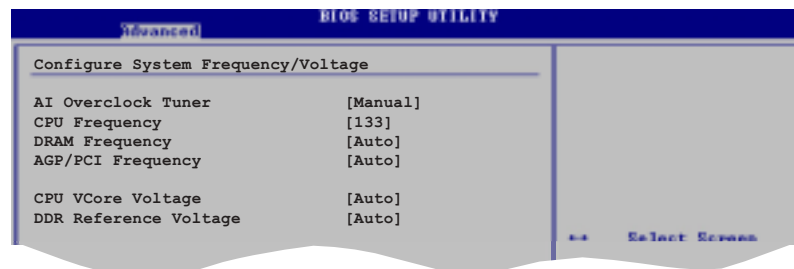 BIOS SETUP UTILITY
Advanced
Configure System Frequency/Voltage
AI Overclock Tuner [Manual]
CPU Frequency [133]
DRAM Frequency [Auto]
AGP/PCI Frequency [Auto]
CPU VCore Voltage [Auto]
DDR Reference Voltage [Auto]
↔ Select Screen